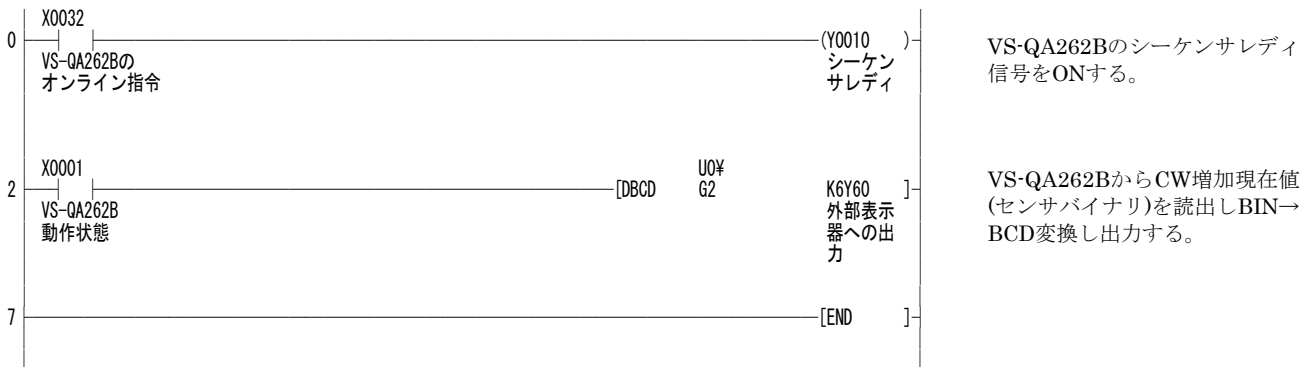 X0032
0
(Y0010 )
VS-QA262Bの
オンライン指令
シーケン
サレディ
VS-QA262Bのシーケンサレディ
信号をONする。
X0001
2
[DBCD
U0¥
G2
K6Y60 ]
VS-QA262B
動作状態
外部表示
器への出
力
VS-QA262BからCW増加現在値
(センサバイナリ)を読出しBIN→
BCD変換し出力する。
7
[END ]